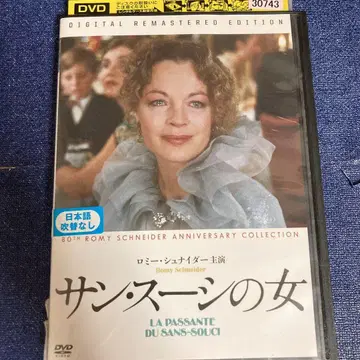 DVD
30743
DIGITAL REMASTERED EDITION
日本語
吹替なし
80TH ROMY SCHNEIDER ANNIVERSARY COLLECTION
ロミー・シュナイダー 主演
Romy Schneider
サン・スーシの女
LA PASSANTE
DU SANS-SOUCI
DVD